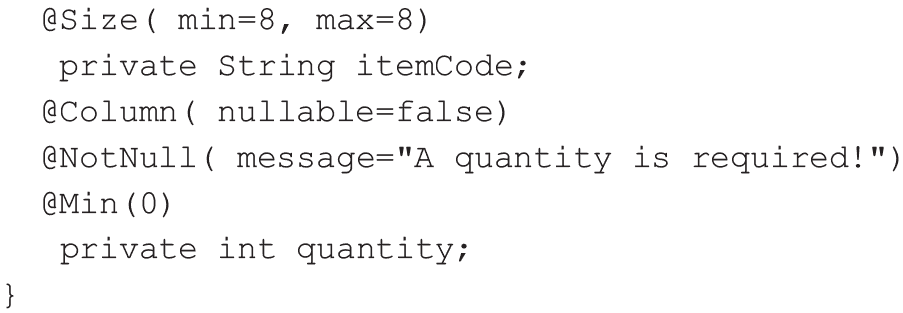 @Size( min=8, max=8)
private String itemCode;
@Column( nullable=false)
@NotNull( message="A quantity is required!")
@Min(0)
private int quantity;
}